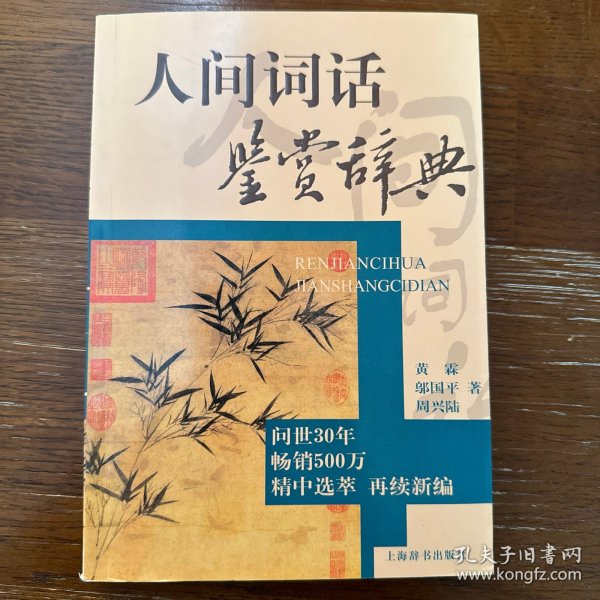 人间词话
鉴赏辞典
RENJIANCIHUA
JIANSHANGCIDIAN
黄霖
邬国平 著
周兴陆
问世30年
畅销500万
精中选萃 再续新编
上海辞书出版社
孔夫子旧书网
www.kongfz.com